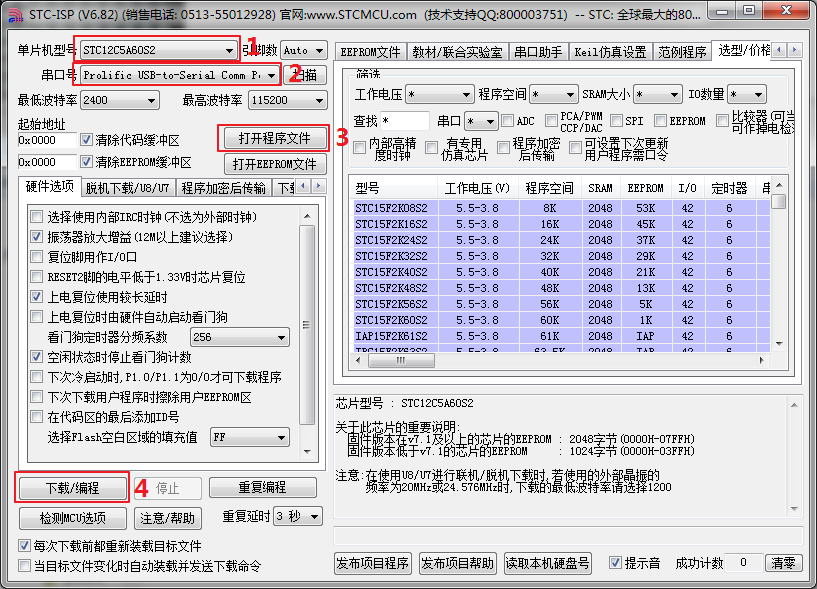 STC-ISP (V6.82) (销售电话: 0513-55012928) 官网:www.STCMCU.com (技术支持QQ:800003751) -- STC: 全球最大的80...
单片机型号 STC12C5A60S2 1 引脚数 Auto
串口号 Prolific USB-to-Serial Comm Po 2 扫描
最低波特率 2400 最高波特率 115200
起始地址
0x0000 清除代码缓冲区 打开程序文件 3
0x0000 清除EEPROM缓冲区 打开EEPROM文件
硬件选项 脱机下载/U8/U7 程序加密后传输 下
选择使用内部IRC时钟(不选为外部时钟)
振荡器放大增益(12M以上建议选择)
复位脚用作I/O口
RESET2脚的电平低于1.33V时芯片复位
上电复位使用较长延时
上电复位时由硬件自动启动看门狗
看门狗定时器分频系数 256
空闲状态时停止看门狗计数
下次冷启动时,P1.0/P1.1为0/0才可下载程序
下次下载用户程序时擦除用户EEPROM区
在代码区的最后添加ID号
选择Flash空白区域的填充值 FF
下载/编程 4 停止 重复编程
检测MCU选项 注意/帮助 重复延时 3 秒
每次下载前都重新装载目标文件
当目标文件变化时自动装载并发送下载命令
EEPROM文件 教材/联合实验室 串口助手 Keil仿真设置 范例程序 选型/价格
筛选
工作电压 * 程序空间 * SRAM大小 * IO数量 *
查找 * 串口 * ADC PCA/PWM CCP/DAC SPI EEPROM 比较器(可当可作掉电检
内部高精度时钟 有专用仿真芯片 程序加密后传输 可设置下次更新用户程序需口令
型号 工作电压(V) 程序空间 SRAM EEPROM I/O 定时器 串
STC15F2K08S2 5.5-3.8 8K 2048 53K 42 6
STC15F2K16S2 5.5-3.8 16K 2048 45K 42 6
STC15F2K24S2 5.5-3.8 24K 2048 37K 42 6
STC15F2K32S2 5.5-3.8 32K 2048 29K 42 6
STC15F2K40S2 5.5-3.8 40K 2048 21K 42 6
STC15F2K48S2 5.5-3.8 48K 2048 13K 42 6
STC15F2K56S2 5.5-3.8 56K 2048 5K 42 6
STC15F2K60S2 5.5-3.8 60K 2048 1K 42 6
IAP15F2K61S2 5.5-3.8 61K 2048 IAP 42 6
IRC15F2K63S2 5.5-3.8 63.5K 2048 IAP 42 6
芯片型号 : STC12C5A60S2
关于此芯片的重要说明:
固件版本在v7.1及以上的芯片的EEPROM : 2048字节(0000H-07FFH)
固件版本低于v7.1的芯片的EEPROM : 1024字节(0000H-03FFH)
注意:在使用U8/U7进行联机/脱机下载时,若使用的外部晶振的
频率为20MHz或24.576MHz时,下载的最低波特率请选择1200
发布项目程序 发布项目帮助 读取本机硬盘号 提示音 成功计数 0 清零